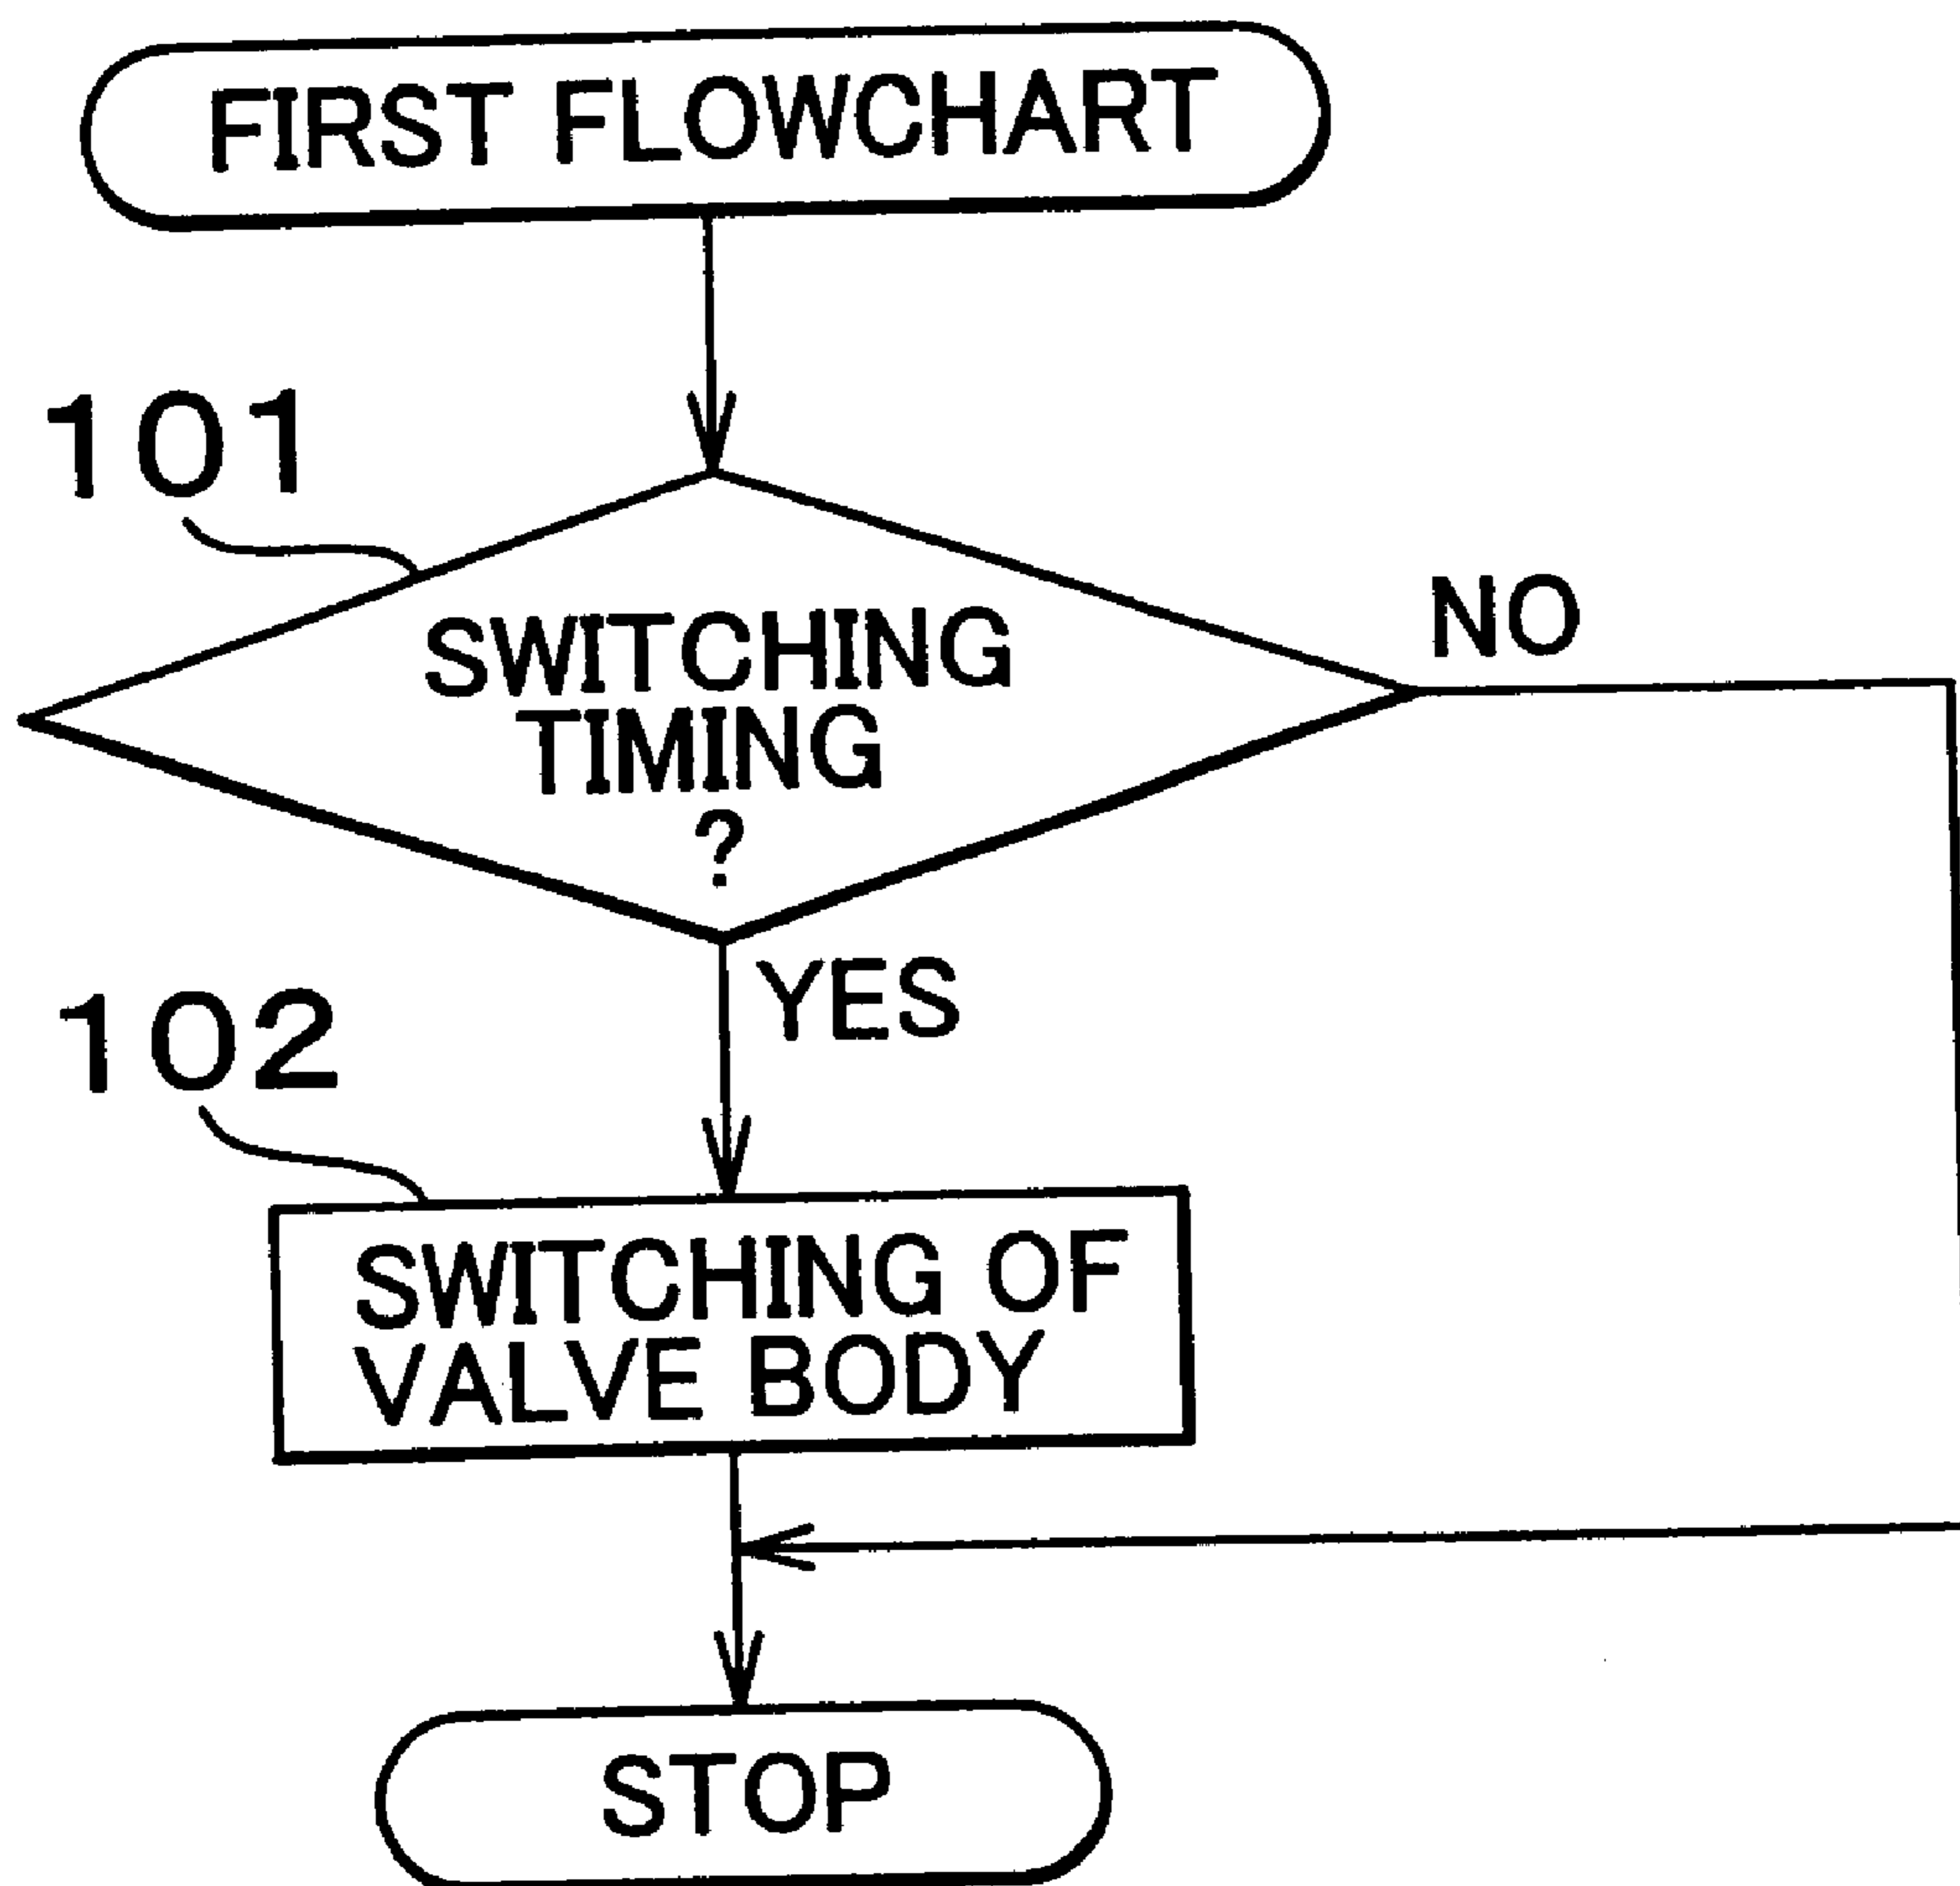 FIRST FLOWCHART
101
SWITCHING
TIMING
?
NO
YES
102
SWITCHING OF
VALVE BODY
STOP